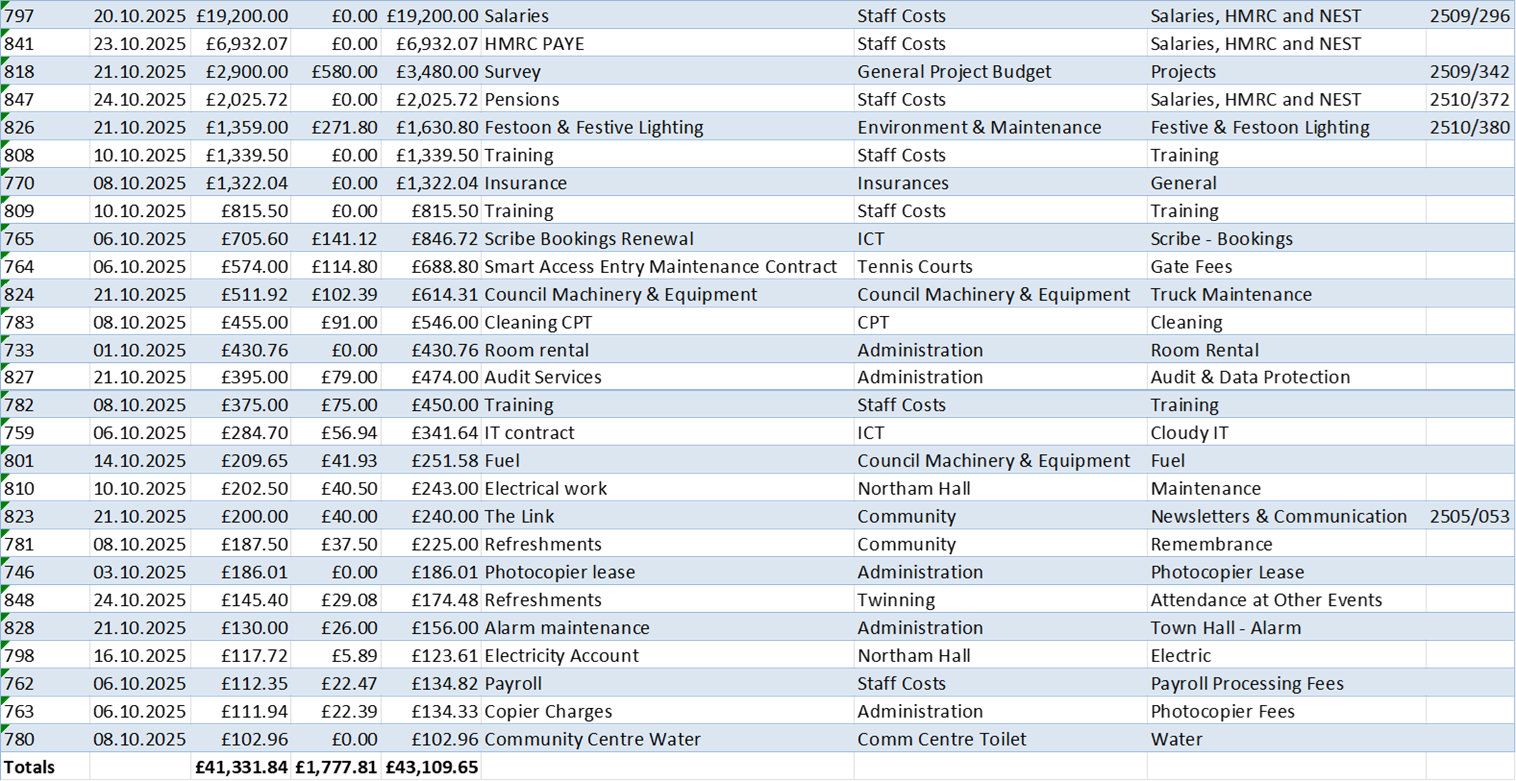 797 20.10.2025 £19,200.00 £0.00 £19,200.00 Salaries Staff Costs Salaries, HMRC and NEST 2509/296
841 23.10.2025 £6,932.07 £0.00 £6,932.07 HMRC PAYE Staff Costs Salaries, HMRC and NEST
818 21.10.2025 £2,900.00 £580.00 £3,480.00 Survey General Project Budget Projects 2509/342
847 24.10.2025 £2,025.72 £0.00 £2,025.72 Pensions Staff Costs Salaries, HMRC and NEST 2510/372
826 21.10.2025 £1,359.00 £271.80 £1,630.80 Festoon & Festive Lighting Environment & Maintenance Festive & Festoon Lighting 2510/380
808 10.10.2025 £1,339.50 £0.00 £1,339.50 Training Staff Costs Training
770 08.10.2025 £1,322.04 £0.00 £1,322.04 Insurance Insurances General
809 10.10.2025 £815.50 £0.00 £815.50 Training Staff Costs Training
765 06.10.2025 £705.60 £141.12 £846.72 Scribe Bookings Renewal ICT Scribe - Bookings
764 06.10.2025 £574.00 £114.80 £688.80 Smart Access Entry Maintenance Contract Tennis Courts Gate Fees
824 21.10.2025 £511.92 £102.39 £614.31 Council Machinery & Equipment Council Machinery & Equipment Truck Maintenance
783 08.10.2025 £455.00 £91.00 £546.00 Cleaning CPT CPT Cleaning
733 01.10.2025 £430.76 £0.00 £430.76 Room rental Administration Room Rental
827 21.10.2025 £395.00 £79.00 £474.00 Audit Services Administration Audit & Data Protection
782 08.10.2025 £375.00 £75.00 £450.00 Training Staff Costs Training
759 06.10.2025 £284.70 £56.94 £341.64 IT contract ICT Cloudy IT
801 14.10.2025 £209.65 £41.93 £251.58 Fuel Council Machinery & Equipment Fuel
810 10.10.2025 £202.50 £40.50 £243.00 Electrical work Northam Hall Maintenance
823 21.10.2025 £200.00 £40.00 £240.00 The Link Community Newsletters & Communication 2505/053
781 08.10.2025 £187.50 £37.50 £225.00 Refreshments Community Remembrance
746 03.10.2025 £186.01 £0.00 £186.01 Photocopier lease Administration Photocopier Lease
848 24.10.2025 £145.40 £29.08 £174.48 Refreshments Twinning Attendance at Other Events
828 21.10.2025 £130.00 £26.00 £156.00 Alarm maintenance Administration Town Hall - Alarm
798 16.10.2025 £117.72 £5.89 £123.61 Electricity Account Northam Hall Electric
762 06.10.2025 £112.35 £22.47 £134.82 Payroll Staff Costs Payroll Processing Fees
763 06.10.2025 £111.94 £22.39 £134.33 Copier Charges Administration Photocopier Fees
780 08.10.2025 £102.96 £0.00 £102.96 Community Centre Water Comm Centre Toilet Water
Totals £41,331.84 £1,777.81 £43,109.65